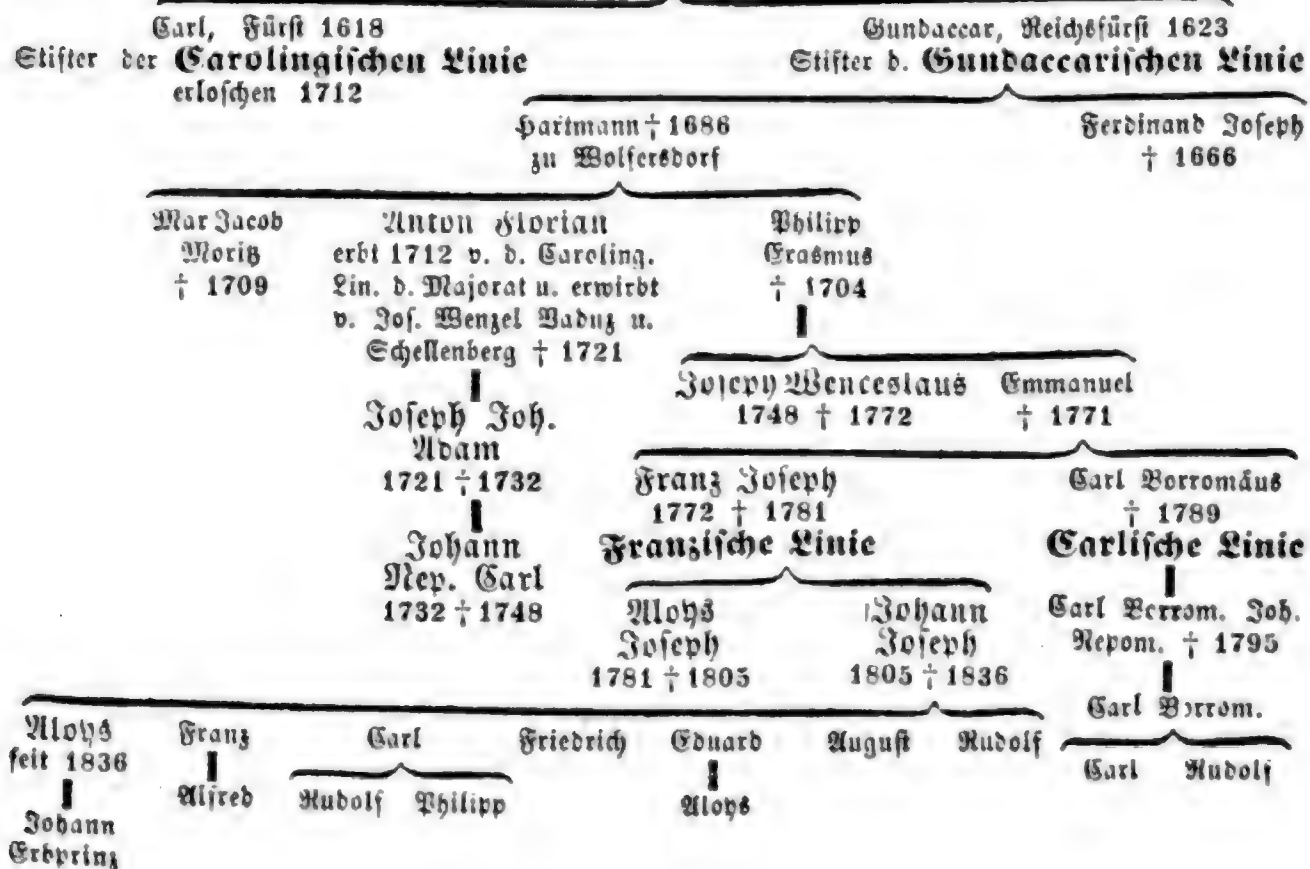 Carl, Fürst 1618
Stifter der Carolingischen Linie
erloschen 1712
Gundaccar, Reichsfürst 1623
Stifter d. Gundaccarischen Linie
Hartmann † 1686
zu Wolfersdorf
Ferdinand Joseph
† 1666
Max Jacob
Moritz
† 1709
Anton Florian
erbt 1712 v. d. Caroling.
Lin. d. Majorat u. erwirbt
v. Jos. Wenzel Vaduz u.
Schellenberg † 1721
Philipp
Erasmus
† 1704
Joseph Wenceslaus
1748 † 1772
Emmanuel
† 1771
Joseph Joh.
Adam
1721 † 1732
Franz Joseph
1772 † 1781
Franzische Linie
Carl Borromäus
† 1789
Carlische Linie
Johann
Nep. Carl
1732 † 1748
Aloys
Joseph
1781 † 1805
Johann
Joseph
1805 † 1836
Carl Borrom. Joh.
Nepom. † 1795
Carl Borrom.
Aloys
seit 1836
Franz
Carl
Friedrich
Eduard
August
Rudolf
Carl
Rudolf
Johann
Erbprinz
Alfred
Rudolf
Philipp
Aloys